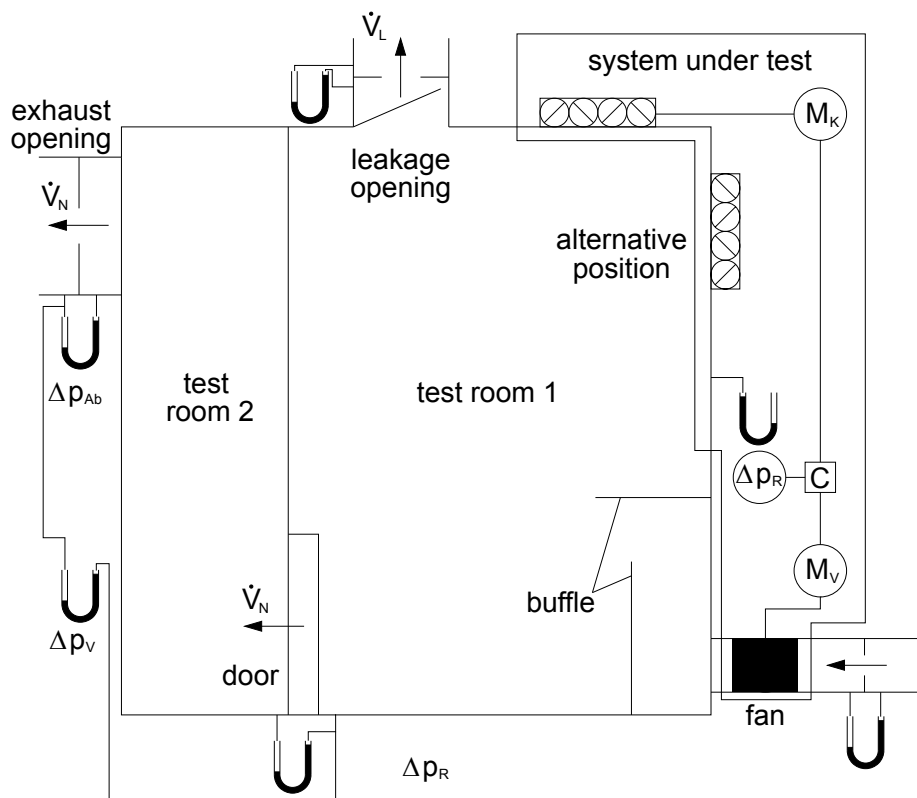 V̇L
system under test
MK
exhaust
opening
leakage
opening
V̇N
alternative
position
ΔpAb
test
room 2
test room 1
ΔpR
C
MV
V̇N
buffle
ΔpV
door
fan
ΔpR